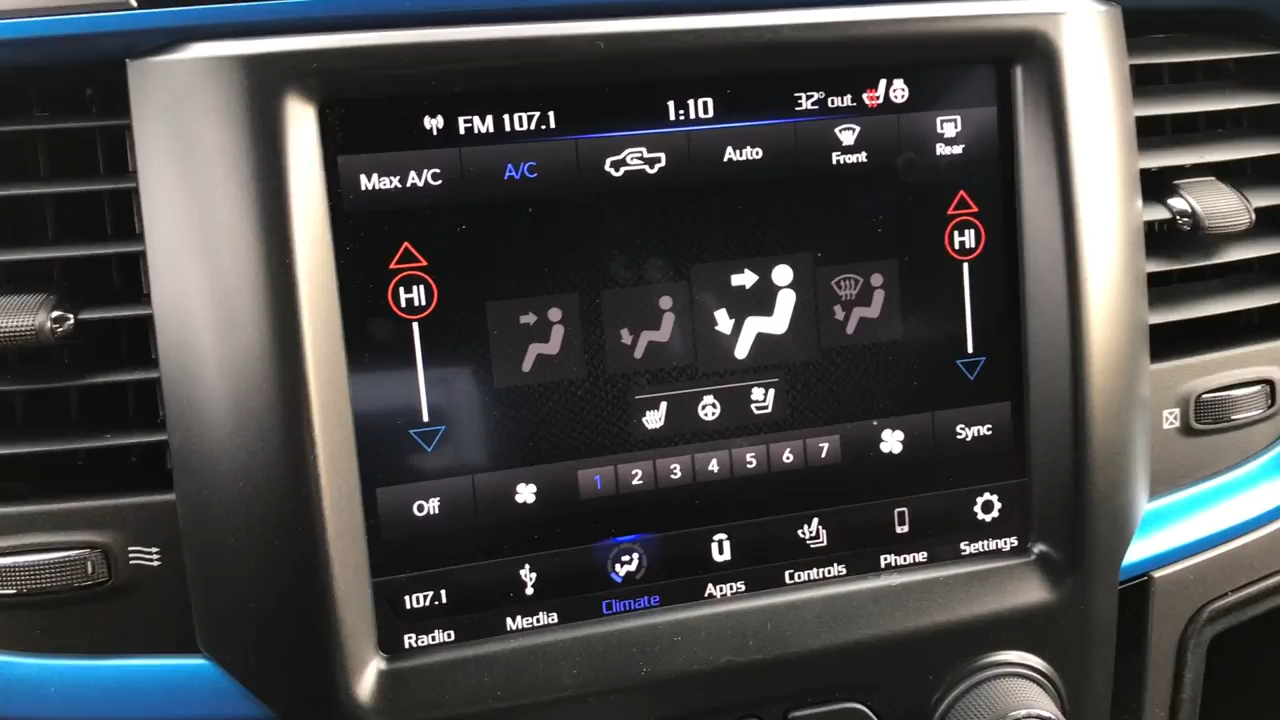 FM 107.1 1:10 32° out.
Max A/C A/C Auto Front Rear
HI HI
1 2 3 4 5 6 7
Off Sync
107.1
Radio Media Climate Apps Controls Phone Settings